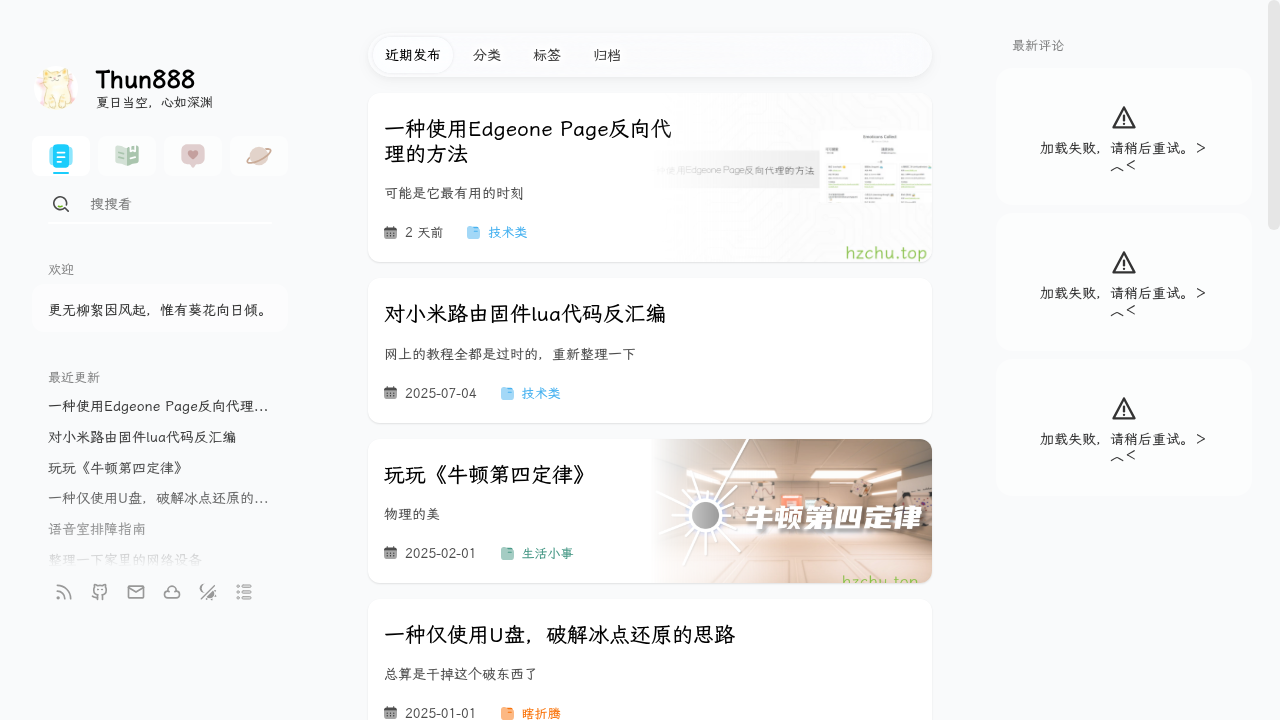 Thun888
夏日当空，心如深渊
搜搜看
欢迎
更无柳絮因风起，惟有葵花向日倾。
最近更新
一种使用Edgeone Page反向代理...
对小米路由固件lua代码反汇编
玩玩《牛顿第四定律》
一种仅使用U盘，破解冰点还原的...
语音室排障指南
整理一下家里的网络设备
近期发布
分类
标签
归档
一种使用Edgeone Page反向代
理的方法
可能是它最有用的时刻
2 天前
技术类
使用Edgeone Page反向代理的方法
hzchu.top
对小米路由固件lua代码反汇编
网上的教程全都是过时的，重新整理一下
2025-07-04
技术类
玩玩《牛顿第四定律》
物理的美
2025-02-01
生活小事
牛顿第四定律
hzchu.top
一种仅使用U盘，破解冰点还原的思路
总算是干掉这个破东西了
2025-01-01
瞎折腾
最新评论
加载失败，请稍后重试。>
︿<
加载失败，请稍后重试。>
︿<
加载失败，请稍后重试。>
︿<